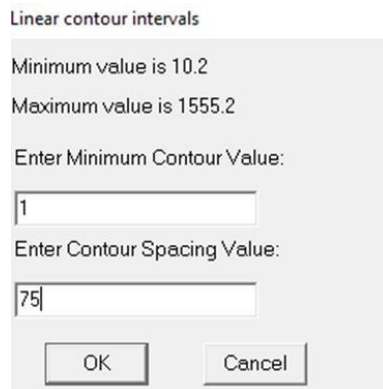 Linear contour intervals
Minimum value is 10.2
Maximum value is 1555.2
Enter Minimum Contour Value:
1
Enter Contour Spacing Value:
75
OK Cancel